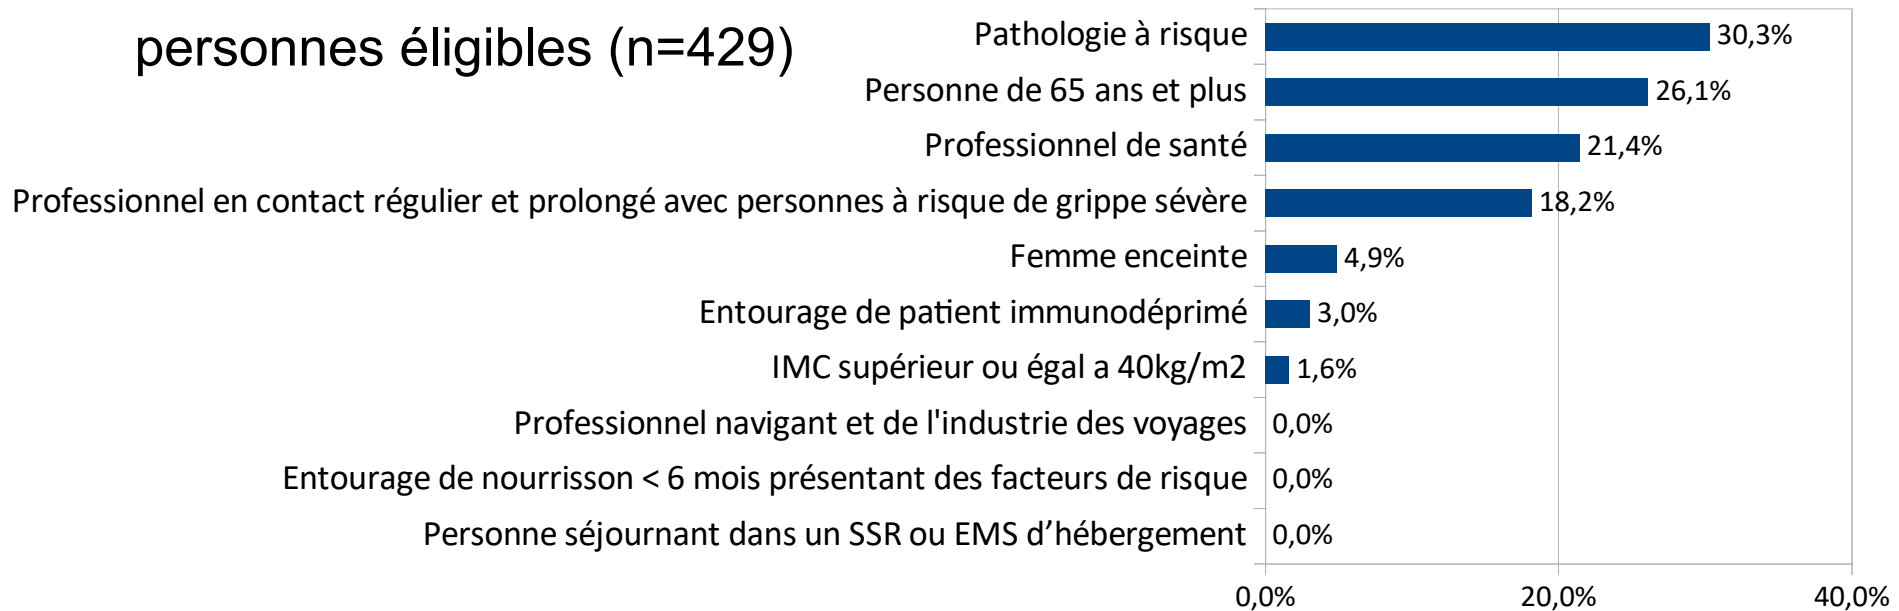 personnes éligibles (n=429)
Pathologie à risque 30,3%
Personne de 65 ans et plus 26,1%
Professionnel de santé 21,4%
Professionnel en contact régulier et prolongé avec personnes à risque de grippe sévère 18,2%
Femme enceinte 4,9%
Entourage de patient immunodéprimé 3,0%
IMC supérieur ou égal a 40kg/m2 1,6%
Professionnel navigant et de l'industrie des voyages 0,0%
Entourage de nourrisson < 6 mois présentant des facteurs de risque 0,0%
Personne séjournant dans un SSR ou EMS d’hébergement 0,0%
0,0% 20,0% 40,0%